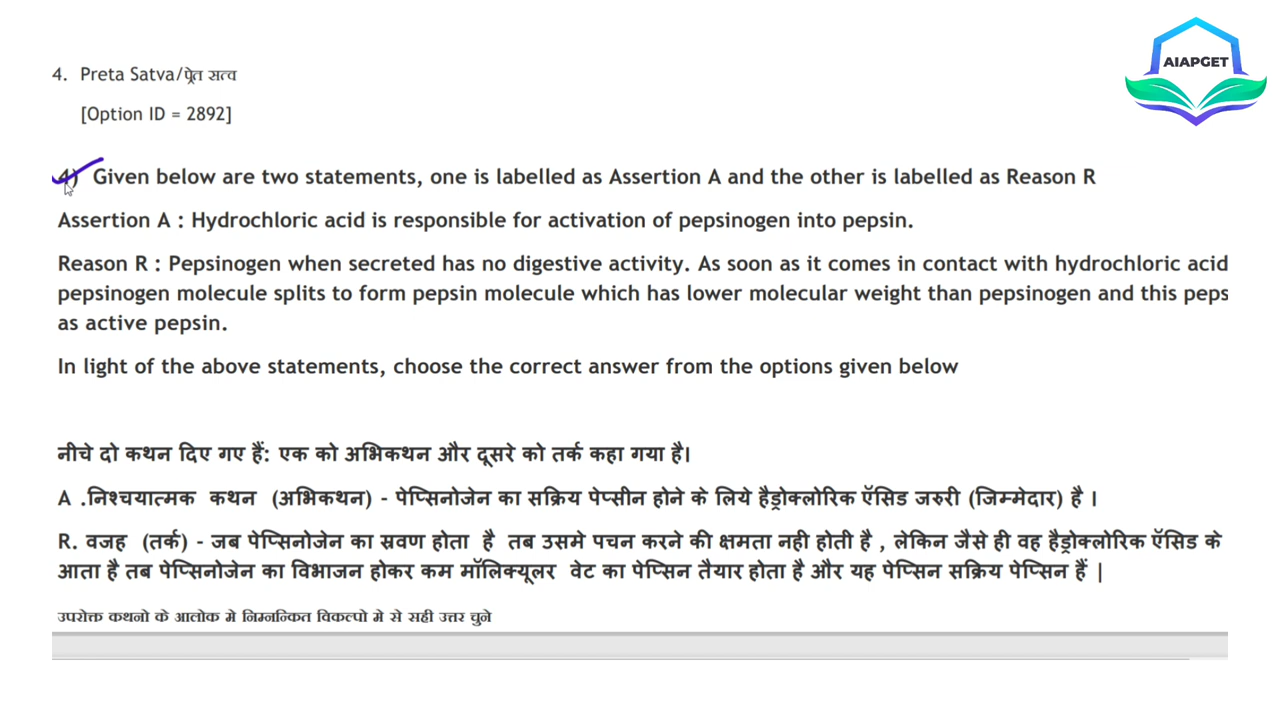 AIAPGET
4. Preta Satva/प्रेत सत्व
[Option ID = 2892]
4) Given below are two statements, one is labelled as Assertion A and the other is labelled as Reason R
Assertion A : Hydrochloric acid is responsible for activation of pepsinogen into pepsin.
Reason R : Pepsinogen when secreted has no digestive activity. As soon as it comes in contact with hydrochloric acid
pepsinogen molecule splits to form pepsin molecule which has lower molecular weight than pepsinogen and this peps
as active pepsin.
In light of the above statements, choose the correct answer from the options given below
नीचे दो कथन दिए गए हैं: एक को अभिकथन और दूसरे को तर्क कहा गया है।
A .निश्चयात्मक कथन (अभिकथन) - पेप्सिनोजेन का सक्रिय पेप्सीन होने के लिये हैड्रोक्लोरिक ऍसिड जरुरी (जिम्मेदार) है ।
R. वजह (तर्क) - जब पेप्सिनोजेन का स्रवण होता है तब उसमे पचन करने की क्षमता नही होती है , लेकिन जैसे ही वह हैड्रोक्लोरिक ऍसिड के
आता है तब पेप्सिनोजेन का विभाजन होकर कम मॉलिक्यूलर वेट का पेप्सिन तैयार होता है और यह पेप्सिन सक्रिय पेप्सिन हैं |
उपरोक्त कथनो के आलोक मे निम्नन्कित विकल्पो मे से सही उत्तर चुने